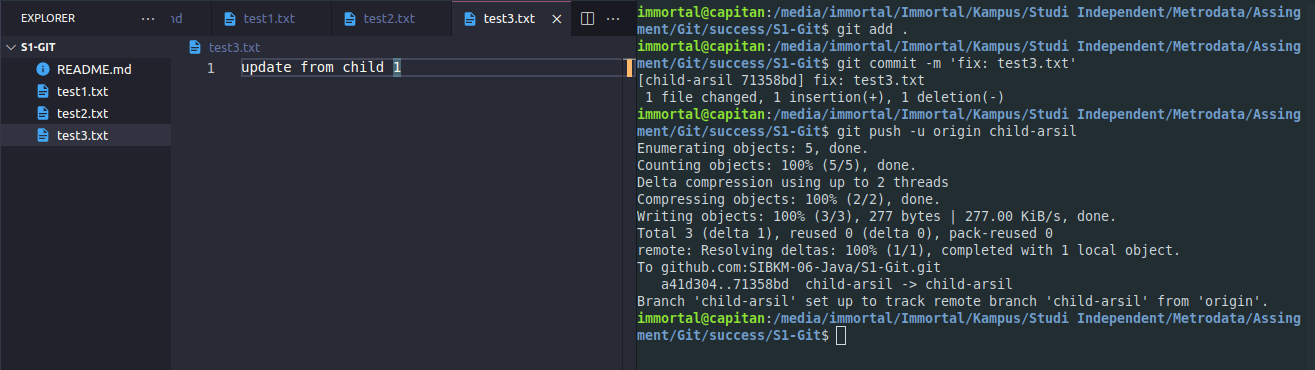 EXPLORER ···
S1-GIT
README.md
test1.txt
test2.txt
test3.txt
nd test1.txt test2.txt test3.txt × ···
test3.txt
1 update from child 1
immortal@capitan:/media/immortal/Immortal/Kampus/Studi Independent/Metrodata/Assing
ment/Git/success/S1-Git$ git add .
immortal@capitan:/media/immortal/Immortal/Kampus/Studi Independent/Metrodata/Assing
ment/Git/success/S1-Git$ git commit -m 'fix: test3.txt'
[child-arsil 71358bd] fix: test3.txt
1 file changed, 1 insertion(+), 1 deletion(-)
immortal@capitan:/media/immortal/Immortal/Kampus/Studi Independent/Metrodata/Assing
ment/Git/success/S1-Git$ git push -u origin child-arsil
Enumerating objects: 5, done.
Counting objects: 100% (5/5), done.
Delta compression using up to 2 threads
Compressing objects: 100% (2/2), done.
Writing objects: 100% (3/3), 277 bytes | 277.00 KiB/s, done.
Total 3 (delta 1), reused 0 (delta 0), pack-reused 0
remote: Resolving deltas: 100% (1/1), completed with 1 local object.
To github.com:SIBKM-06-Java/S1-Git.git
a41d304..71358bd child-arsil -> child-arsil
Branch 'child-arsil' set up to track remote branch 'child-arsil' from 'origin'.
immortal@capitan:/media/immortal/Immortal/Kampus/Studi Independent/Metrodata/Assing
ment/Git/success/S1-Git$